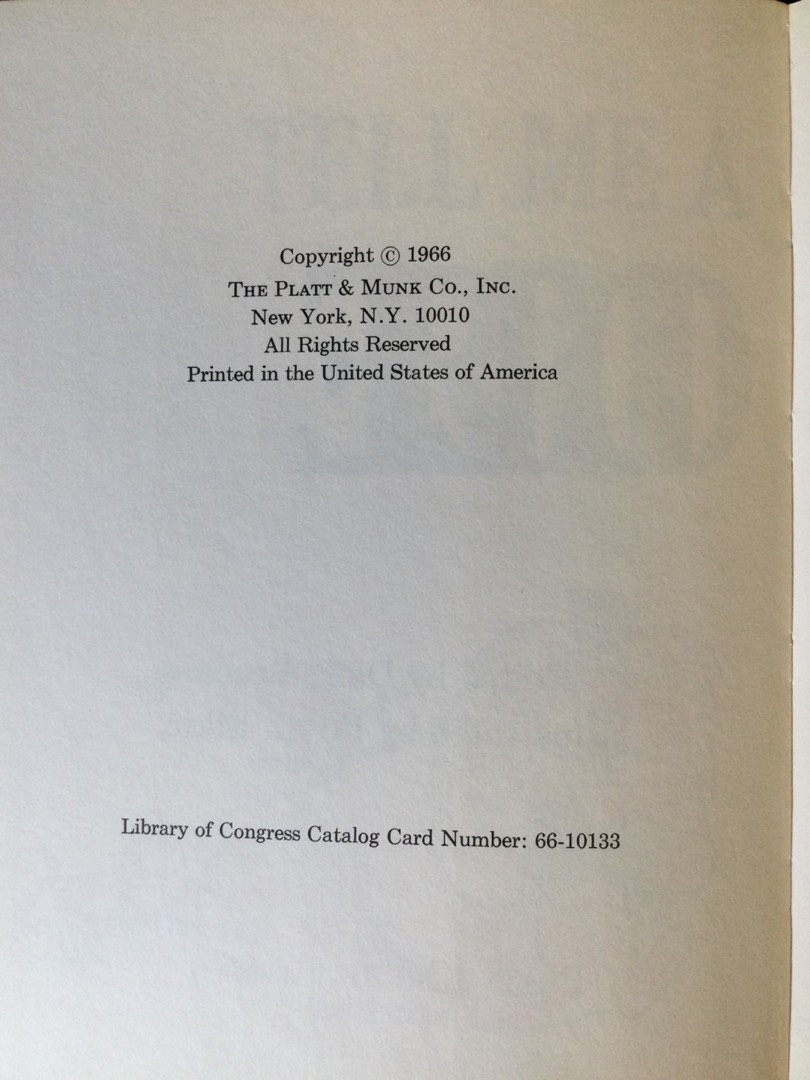 Copyright © 1966
THE PLATT & MUNK CO., INC.
New York, N.Y. 10010
All Rights Reserved
Printed in the United States of America
Library of Congress Catalog Card Number: 66-10133